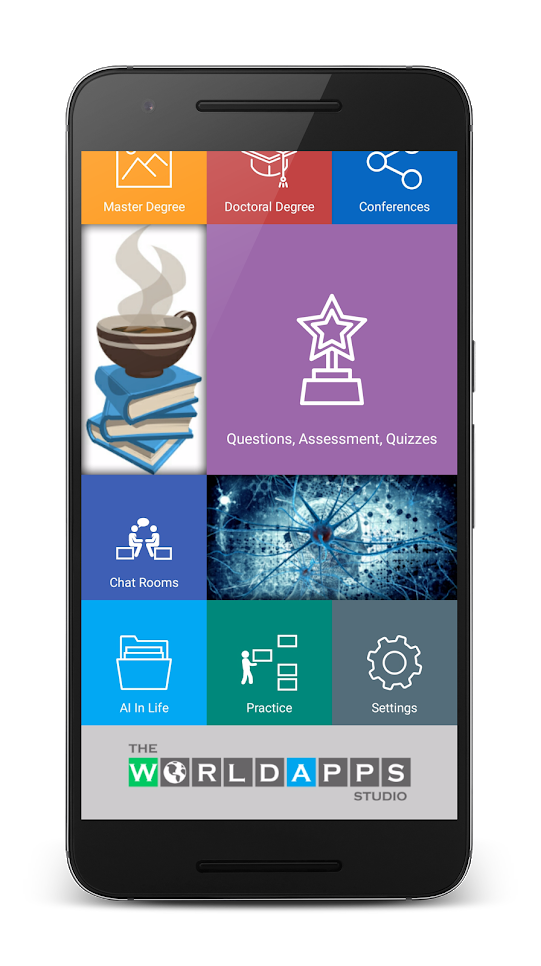 Master Degree
Doctoral Degree
Conferences
Questions, Assessment, Quizzes
Chat Rooms
AI In Life
Practice
Settings
THE
WORLDAPPS
STUDIO